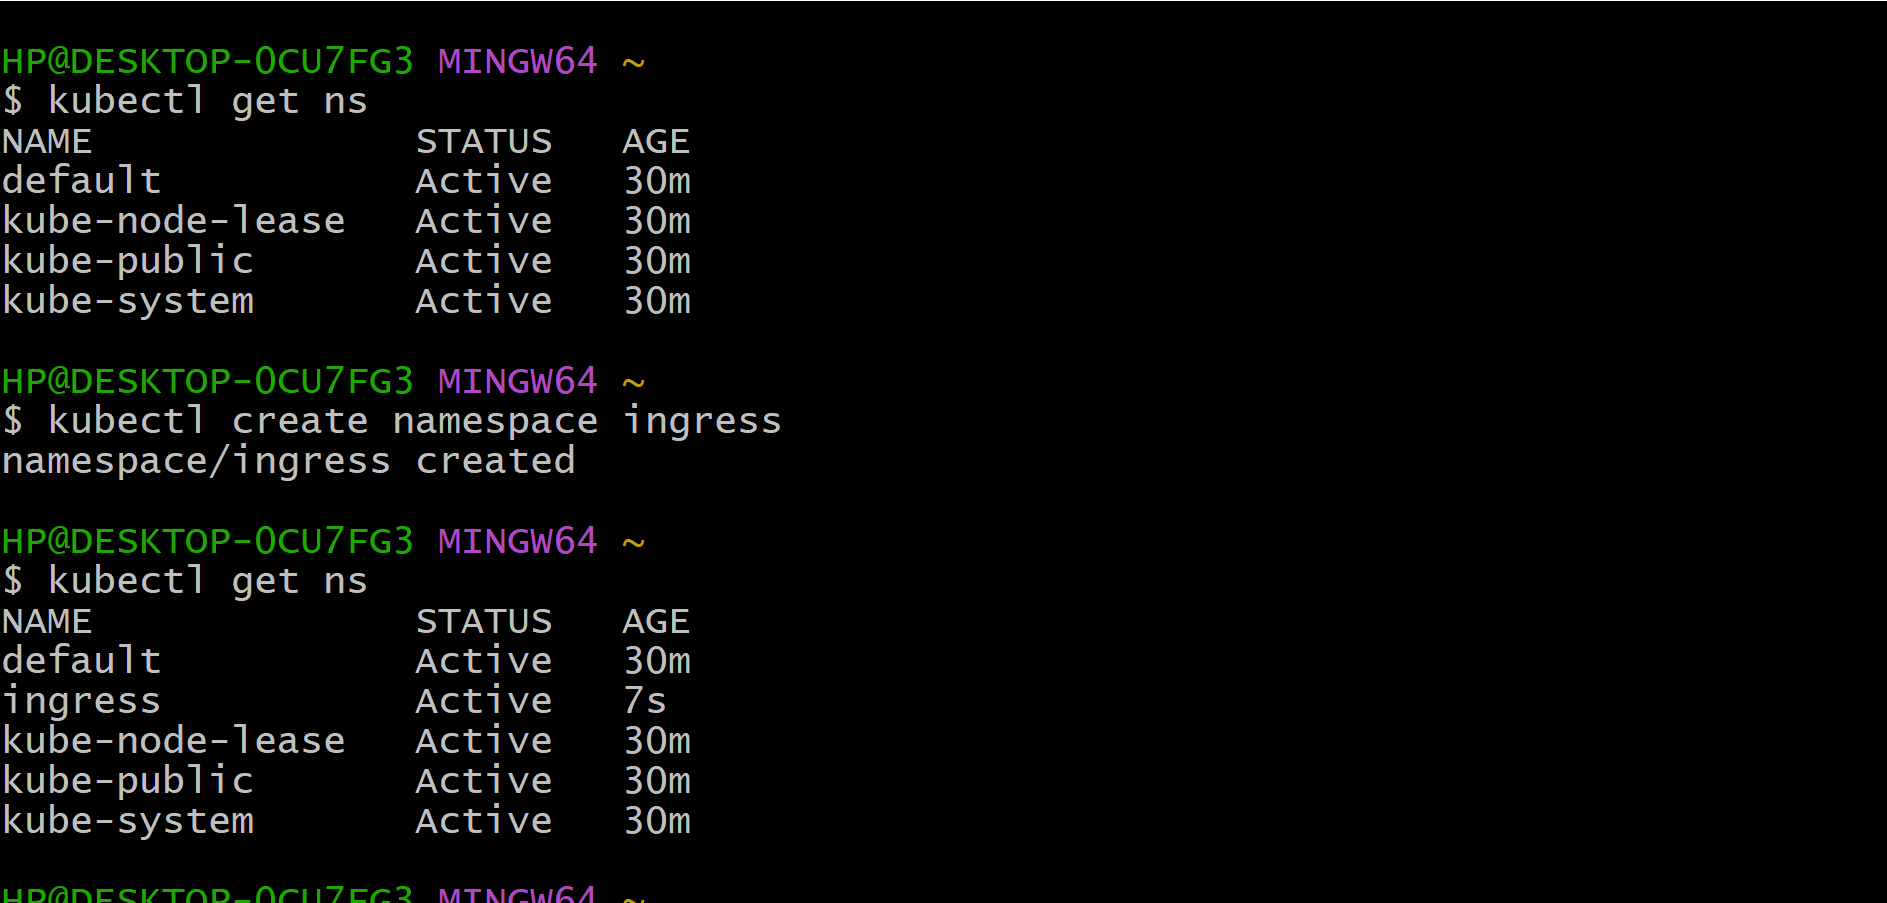 HP@DESKTOP-0CU7FG3 MINGW64 ~
$ kubectl get ns
NAME              STATUS   AGE
default           Active   30m
kube-node-lease   Active   30m
kube-public       Active   30m
kube-system       Active   30m
HP@DESKTOP-0CU7FG3 MINGW64 ~
$ kubectl create namespace ingress
namespace/ingress created
HP@DESKTOP-0CU7FG3 MINGW64 ~
$ kubectl get ns
NAME              STATUS   AGE
default           Active   30m
ingress           Active   7s
kube-node-lease   Active   30m
kube-public       Active   30m
kube-system       Active   30m
HP@DESKTOP-0CU7FG3 MINGW64 ~